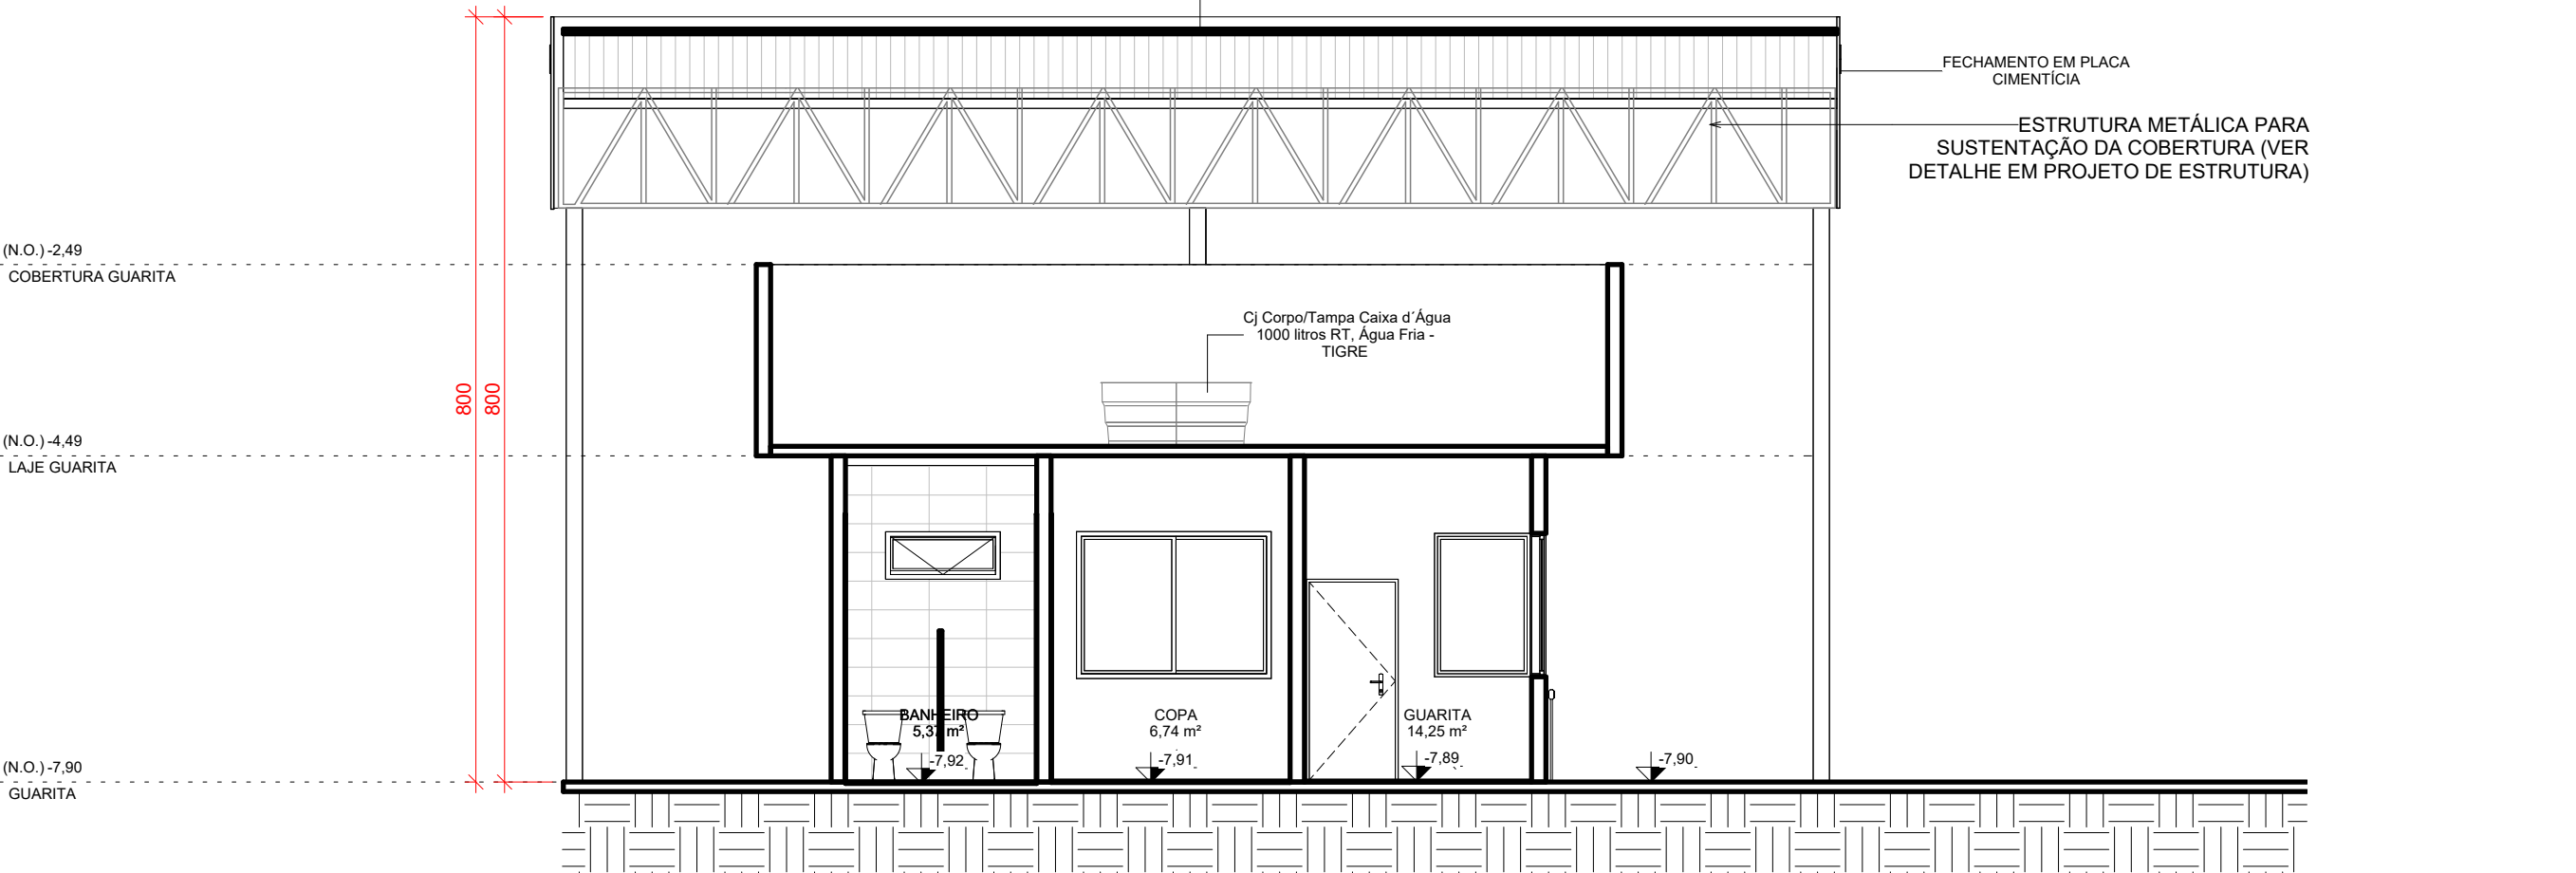 FECHAMENTO EM PLACA
CIMENTÍCIA
ESTRUTURA METÁLICA PARA
SUSTENTAÇÃO DA COBERTURA (VER
DETALHE EM PROJETO DE ESTRUTURA)
(N.O.) -2,49
COBERTURA GUARITA
Cj Corpo/Tampa Caixa d´Água
1000 litros RT, Água Fria -
TIGRE
800
800
(N.O.) -4,49
LAJE GUARITA
BANHEIRO
5,37 m²
-7,92
COPA
6,74 m²
-7,91
GUARITA
14,25 m²
-7,89
-7,90
(N.O.) -7,90
GUARITA